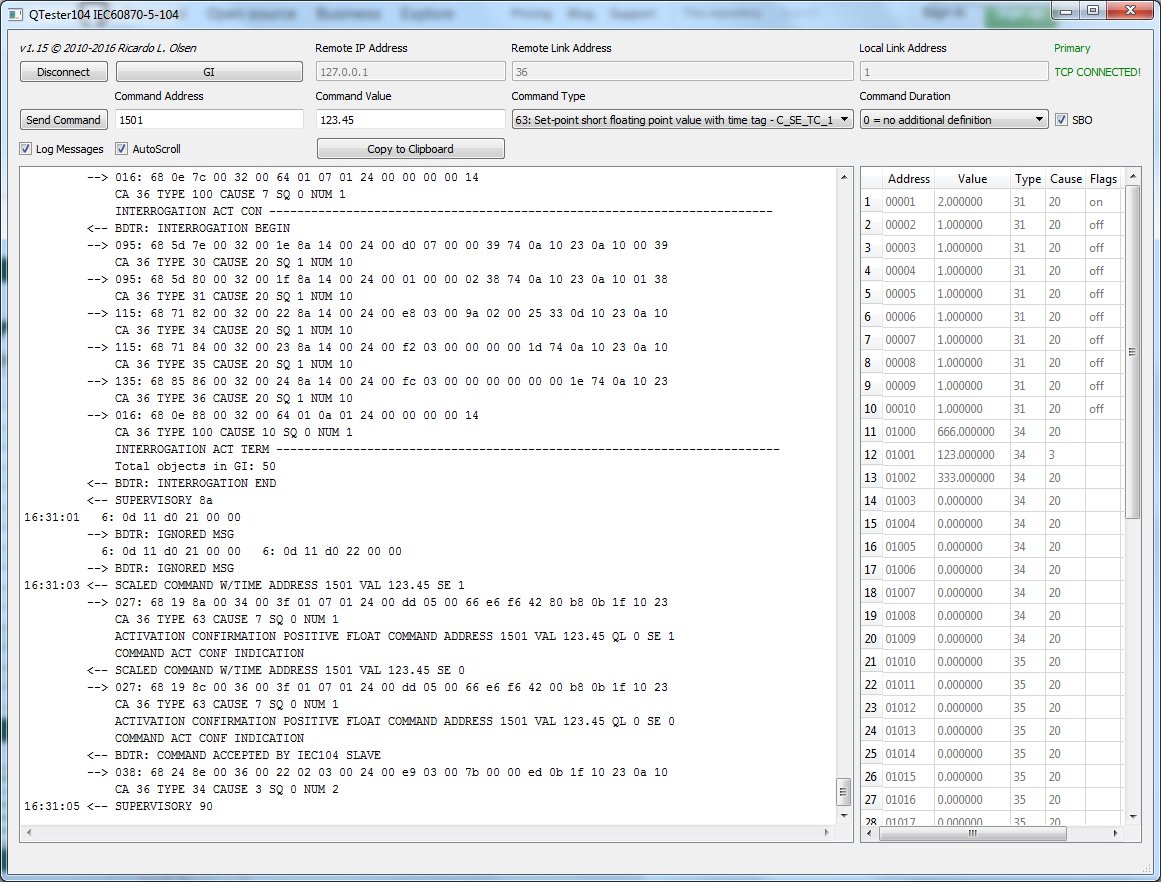 QTester104 IEC60870-5-104
v1.15 © 2010-2016 Ricardo L. Olsen
Remote IP Address
Remote Link Address
Local Link Address
Primary
Disconnect
GI
127.0.0.1
36
1
TCP CONNECTED!
Command Address
Command Value
Command Type
Command Duration
Send Command
1501
123.45
63: Set-point short floating point value with time tag - C_SE_TC_1
0 = no additional definition
SBO
Log Messages
AutoScroll
Copy to Clipboard
--> 016: 68 0e 7c 00 32 00 64 01 07 01 24 00 00 00 00 14
CA 36 TYPE 100 CAUSE 7 SQ 0 NUM 1
INTERROGATION ACT CON ------------------------------------------------------------------------
<-- BDTR: INTERROGATION BEGIN
--> 095: 68 5d 7e 00 32 00 1e 8a 14 00 24 00 d0 07 00 00 39 74 0a 10 23 0a 10 00 39
CA 36 TYPE 30 CAUSE 20 SQ 1 NUM 10
--> 095: 68 5d 80 00 32 00 1f 8a 14 00 24 00 01 00 00 02 38 74 0a 10 23 0a 10 01 38
CA 36 TYPE 31 CAUSE 20 SQ 1 NUM 10
--> 115: 68 71 82 00 32 00 22 8a 14 00 24 00 e8 03 00 9a 02 00 25 33 0d 10 23 0a 10
CA 36 TYPE 34 CAUSE 20 SQ 1 NUM 10
--> 115: 68 71 84 00 32 00 23 8a 14 00 24 00 f2 03 00 00 00 00 1d 74 0a 10 23 0a 10
CA 36 TYPE 35 CAUSE 20 SQ 1 NUM 10
--> 135: 68 85 86 00 32 00 24 8a 14 00 24 00 fc 03 00 00 00 00 00 00 1e 74 0a 10 23
CA 36 TYPE 36 CAUSE 20 SQ 1 NUM 10
--> 016: 68 0e 88 00 32 00 64 01 0a 01 24 00 00 00 00 14
CA 36 TYPE 100 CAUSE 10 SQ 0 NUM 1
INTERROGATION ACT TERM ------------------------------------------------------------------------
Total objects in GI: 50
<-- BDTR: INTERROGATION END
<-- SUPERVISORY 8a
16:31:01 6: 0d 11 d0 21 00 00
--> BDTR: IGNORED MSG
6: 0d 11 d0 21 00 00 6: 0d 11 d0 22 00 00
--> BDTR: IGNORED MSG
16:31:03 <-- SCALED COMMAND W/TIME ADDRESS 1501 VAL 123.45 SE 1
--> 027: 68 19 8a 00 34 00 3f 01 07 01 24 00 dd 05 00 66 e6 f6 42 80 b8 0b 1f 10 23
CA 36 TYPE 63 CAUSE 7 SQ 0 NUM 1
ACTIVATION CONFIRMATION POSITIVE FLOAT COMMAND ADDRESS 1501 VAL 123.45 QL 0 SE 1
COMMAND ACT CONF INDICATION
<-- SCALED COMMAND W/TIME ADDRESS 1501 VAL 123.45 SE 0
--> 027: 68 19 8c 00 36 00 3f 01 07 01 24 00 dd 05 00 66 e6 f6 42 00 b8 0b 1f 10 23
CA 36 TYPE 63 CAUSE 7 SQ 0 NUM 1
ACTIVATION CONFIRMATION POSITIVE FLOAT COMMAND ADDRESS 1501 VAL 123.45 QL 0 SE 0
COMMAND ACT CONF INDICATION
<-- BDTR: COMMAND ACCEPTED BY IEC104 SLAVE
--> 038: 68 24 8e 00 36 00 22 02 03 00 24 00 e9 03 00 7b 00 00 ed 0b 1f 10 23 0a 10
CA 36 TYPE 34 CAUSE 3 SQ 0 NUM 2
16:31:05 <-- SUPERVISORY 90
Address Value Type Cause Flags
1 00001 2.000000 31 20 on
2 00002 1.000000 31 20 off
3 00003 1.000000 31 20 off
4 00004 1.000000 31 20 off
5 00005 1.000000 31 20 off
6 00006 1.000000 31 20 off
7 00007 1.000000 31 20 off
8 00008 1.000000 31 20 off
9 00009 1.000000 31 20 off
10 00010 1.000000 31 20 off
11 01000 666.000000 34 20
12 01001 123.000000 34 3
13 01002 333.000000 34 20
14 01003 0.000000 34 20
15 01004 0.000000 34 20
16 01005 0.000000 34 20
17 01006 0.000000 34 20
18 01007 0.000000 34 20
19 01008 0.000000 34 20
20 01009 0.000000 34 20
21 01010 0.000000 35 20
22 01011 0.000000 35 20
23 01012 0.000000 35 20
24 01013 0.000000 35 20
25 01014 0.000000 35 20
26 01015 0.000000 35 20
27 01016 0.000000 35 20
28 01017 0.000000 35 20